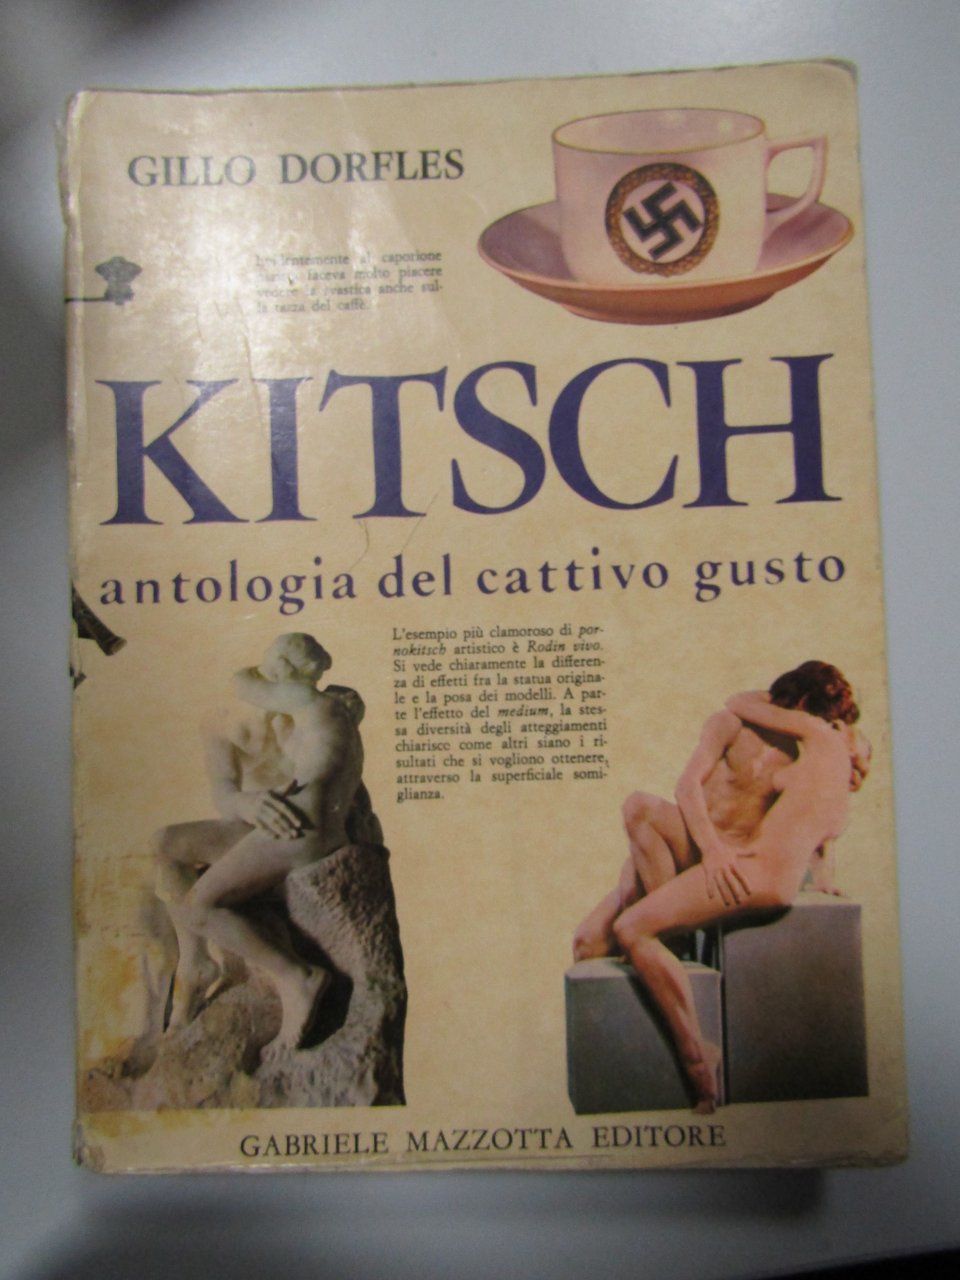 GILLO DORFLES
al caporione
faceva molto piacere
vedere la svastica anche sul-
la tazza del caffè.
KITSCH
antologia del cattivo gusto
L'esempio più clamoroso di por-
nokitsch artistico è Rodin vivo.
Si vede chiaramente la differen-
za di effetti fra la statua origina-
le e la posa dei modelli. A par-
te l'effetto del medium, la stes-
sa diversità degli atteggiamenti
chiarisce come altri siano i ri-
sultati che si vogliono ottenere,
attraverso la superficiale somi-
glianza.
GABRIELE MAZZOTTA EDITORE